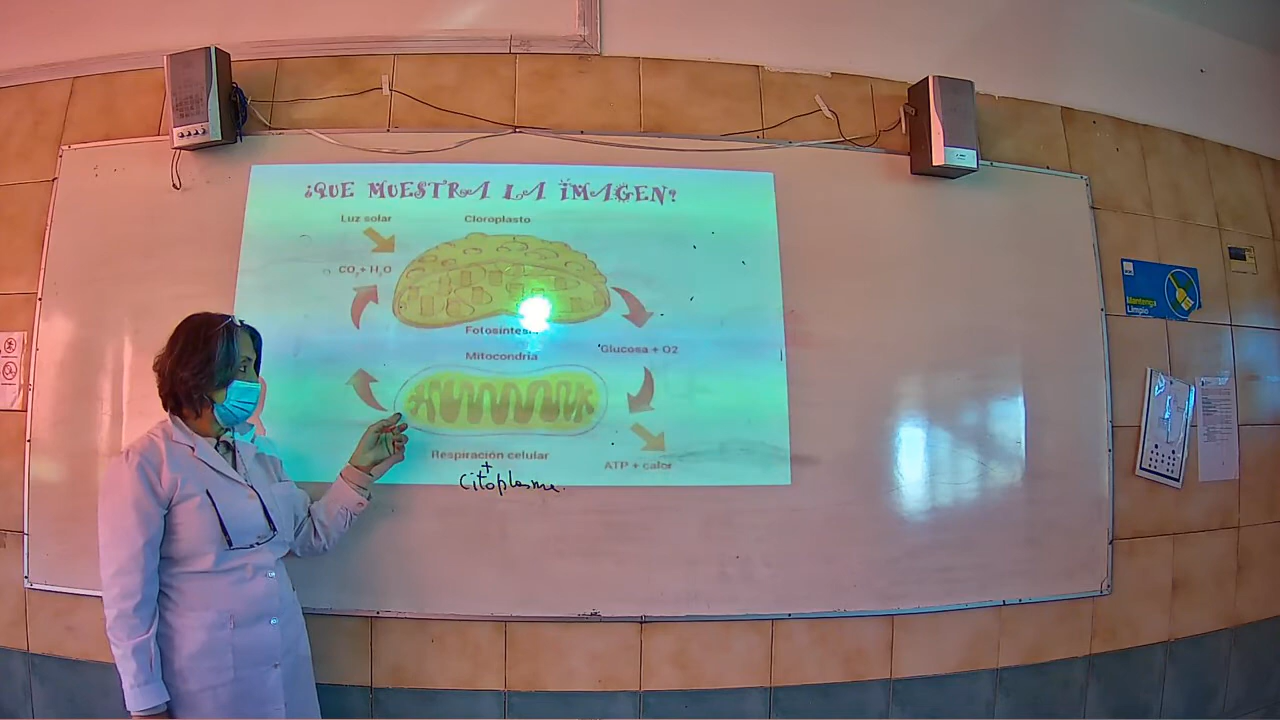 ¿QUE MUESTRA LA IMAGEN?
Luz solar
Cloroplasto
CO2+ H2O
Fotosíntesis
Mitocondria
Glucosa + O2
Respiración celular
ATP + calor
+
citoplasma.
Mantenga
Limpio